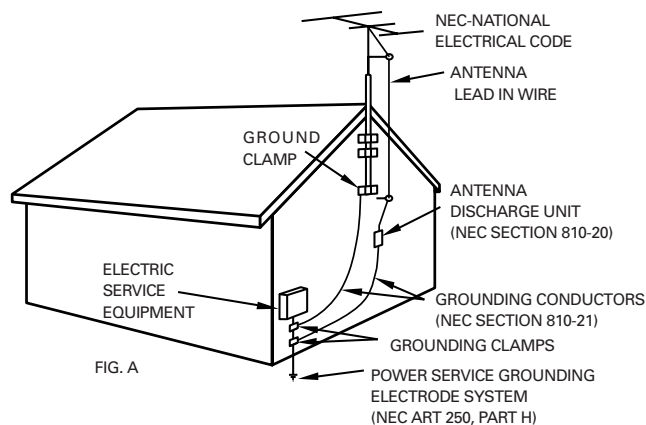 NEC-NATIONAL
ELECTRICAL CODE
ANTENNA
LEAD IN WIRE
GROUND
CLAMP
ANTENNA
DISCHARGE UNIT
(NEC SECTION 810-20)
ELECTRIC
SERVICE
EQUIPMENT
GROUNDING CONDUCTORS
(NEC SECTION 810-21)
GROUNDING CLAMPS
FIG. A
POWER SERVICE GROUNDING
ELECTRODE SYSTEM
(NEC ART 250, PART H)